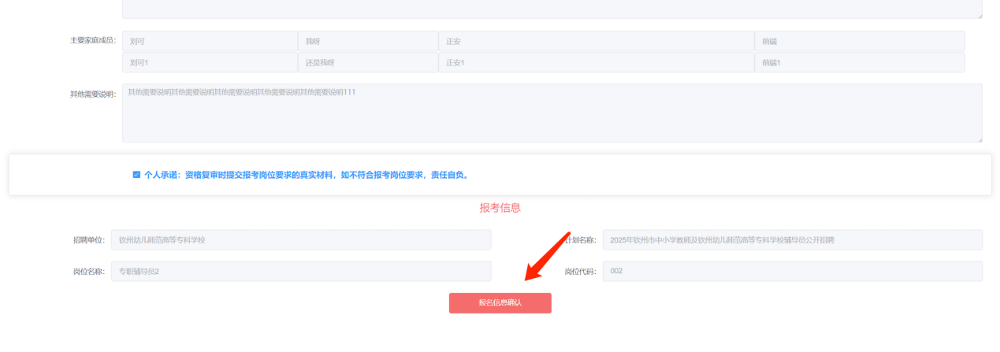 主要家庭成员: 刘可 我呀 正安 前端
刘可1 还是我呀 正安1 前端1
其他需要说明: 其他需要说明其他需要说明其他需要说明其他需要说明其他需要说明111
个人承诺：资格复审时提交报考岗位要求的真实材料，如不符合报考岗位要求，责任自负。
报考信息
招聘单位: 钦州幼儿师范高等专科学校 计划名称: 2025年钦州市中小学教师及钦州幼儿师范高等专科学校辅导员公开招聘
岗位名称: 专职辅导员2 岗位代码: 002
报名信息确认